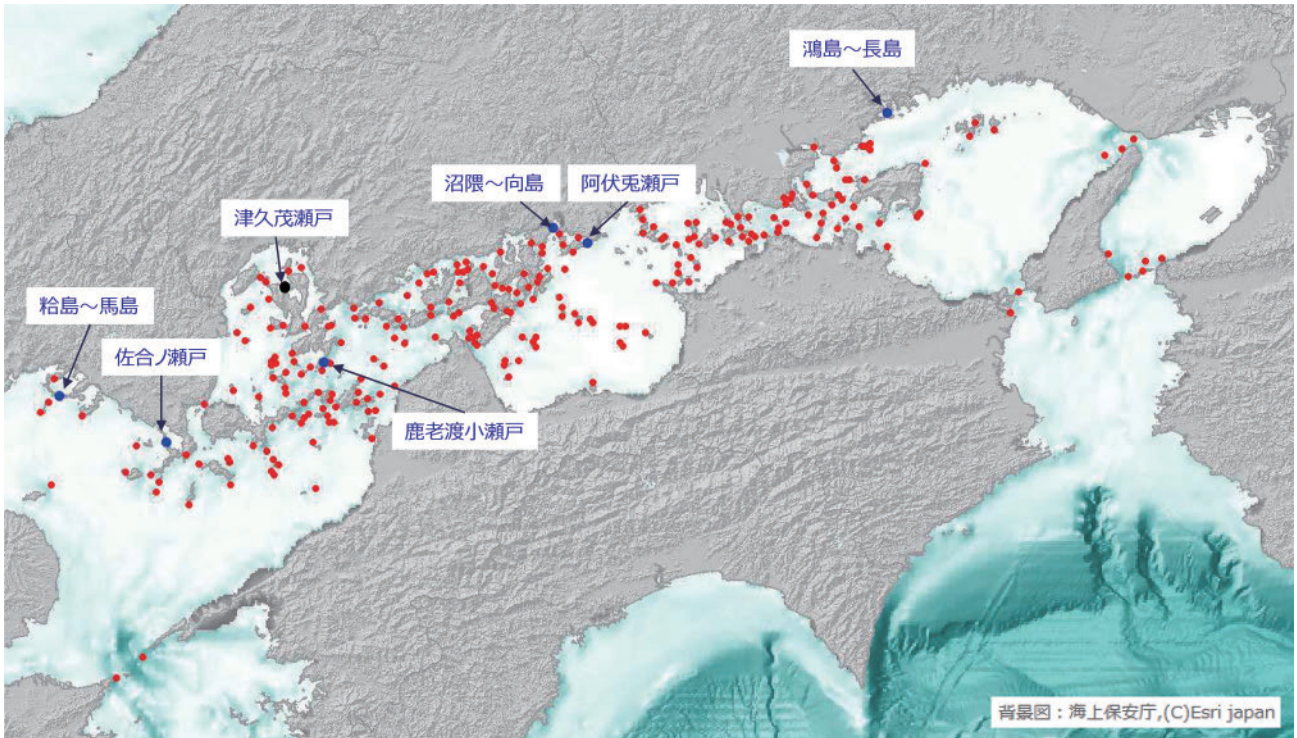 鴻島～長島
沼隈～向島
阿伏兎瀬戸
津久茂瀬戸
粭島～馬島
佐合ノ瀬戸
鹿老渡小瀬戸
背景図：海上保安庁,(C)Esri japan